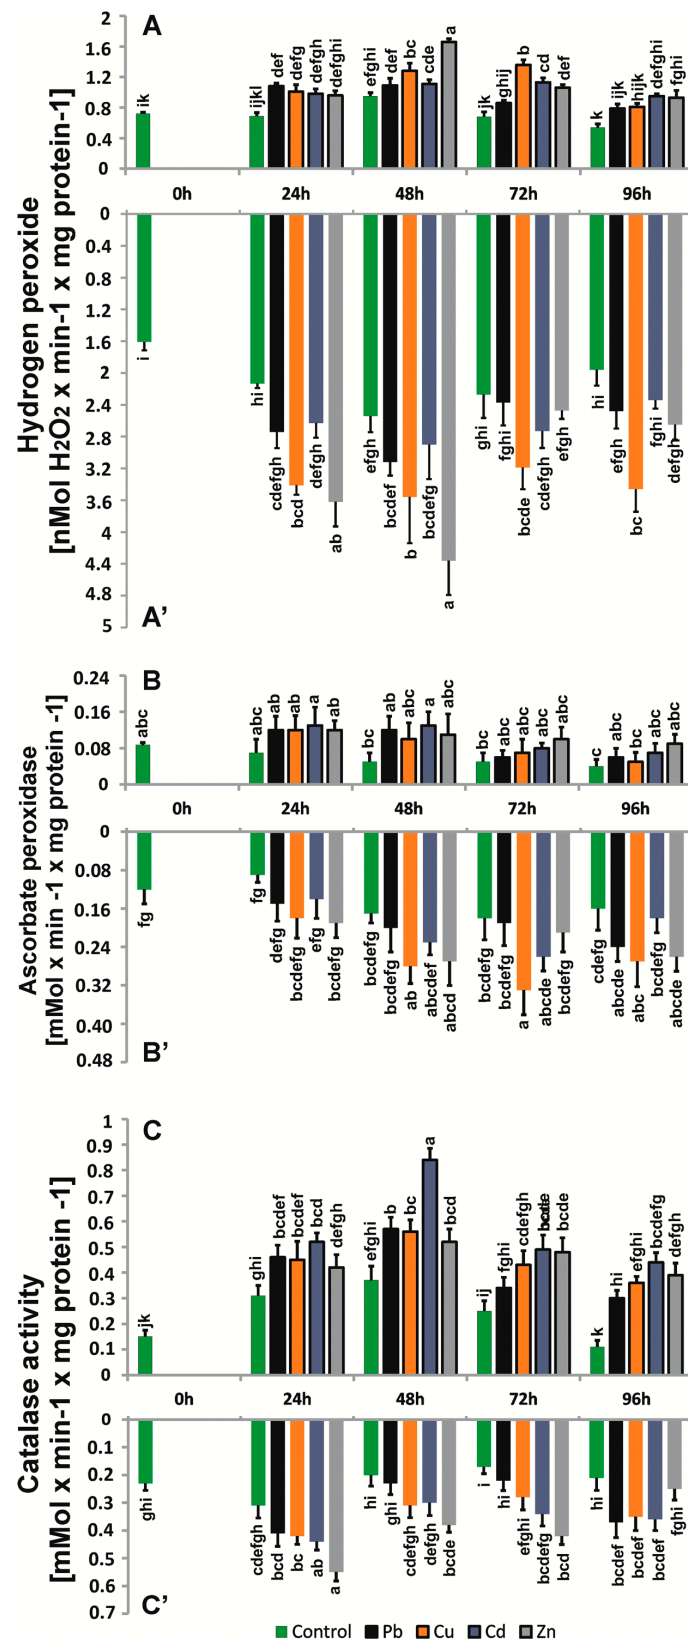 A
2
1.6
1.2
0.8
0.4
0
ik
ijkl
def
defg
defgh
defghi
efghi
def
bc
cde
a
ijk
ghij
b
cd
def
k
ijk
hijk
defghi
fghi
0h 24h 48h 72h 96h
Hydrogen peroxide
[nMol H2O2 x min-1 x mg protein-1]
0
0.4
0.8
1.2
1.6
2
2.4
2.8
3.2
3.6
4
4.4
4.8
5
i
hi
cdefgh
bcd
defgh
ab
efgh
bcdef
b
bcdefg
a
ghi
fghi
bcde
cdefgh
efgh
hi
efgh
bc
fghi
defgh
A’
B
0.24
0.16
0.08
0
abc
abc
ab
ab
a
ab
bc
ab
abc
a
abc
bc
abc
abc
abc
abc
c
abc
bc
abc
abc
0h 24h 48h 72h 96h
Ascorbate peroxidase
[mMol x min -1 x mg protein -1]
0
0.08
0.16
0.24
0.32
0.40
0.48
fg
fg
defg
bcdefg
efg
bcdefg
bcdefg
bcdefg
ab
abcdef
abcd
bcdefg
bcdefg
a
abcde
bcdefg
cdefg
abcde
abc
bcdefg
abcde
B’
C
1
0.9
0.8
0.7
0.6
0.5
0.4
0.3
0.2
0.1
0
ijk
ghi
bcdef
bcdef
bcd
defgh
efghi
b
bc
a
bcd
ij
fghi
cdefgh
bcde
k
hi
efghi
bcdefg
defgh
0h 24h 48h 72h 96h
Catalase activity
[mMol x min-1 x mg protein -1]
0
0.1
0.2
0.3
0.4
0.5
0.6
0.7
ghi
cdefgh
bcd
bc
ab
a
hi
ghi
cdefgh
defgh
bcde
i
hi
efghi
bcdefg
bcd
hi
bcdef
bcdef
bcdef
fghi
C’
Control Pb Cu Cd Zn